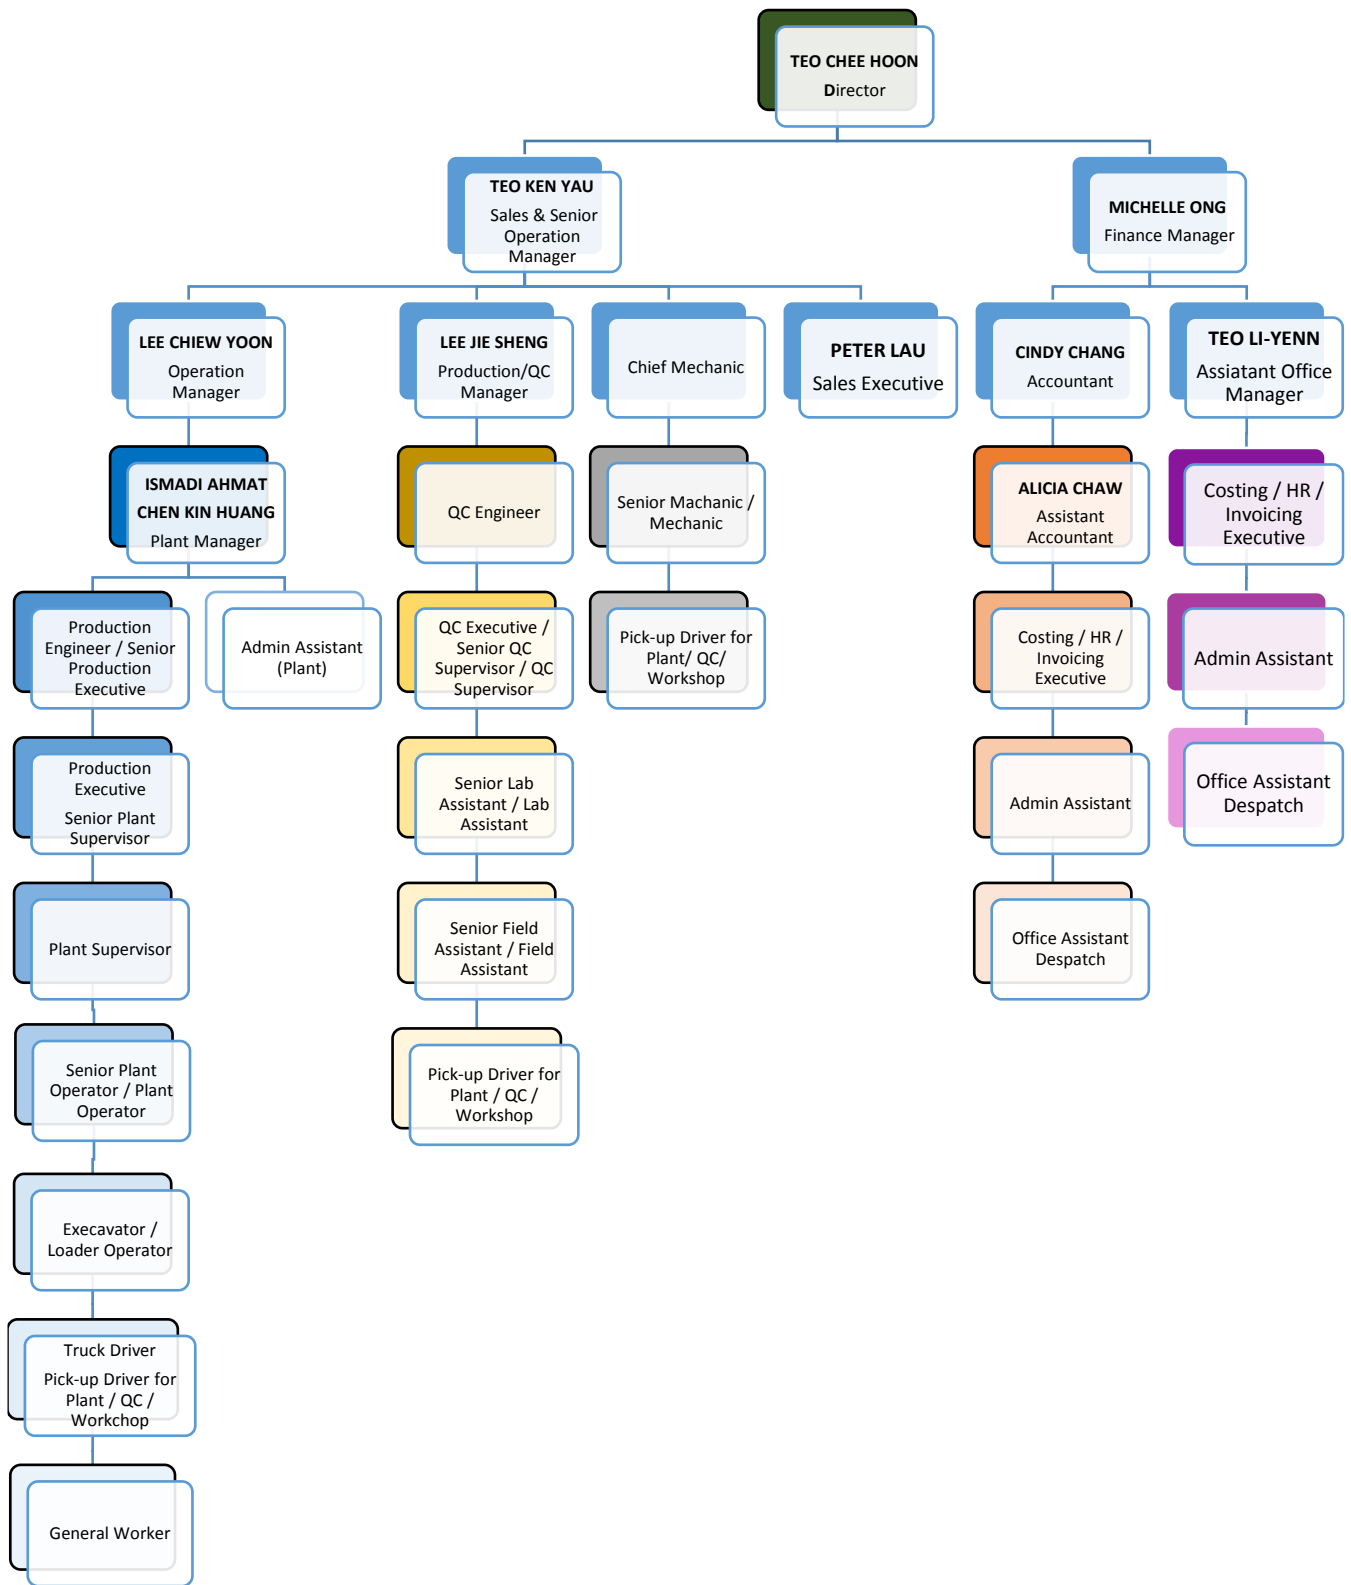 TEO CHEE HOON
Director
TEO KEN YAU
Sales & Senior
Operation
Manager
MICHELLE ONG
Finance Manager
LEE CHIEW YOON
Operation
Manager
LEE JIE SHENG
Production/QC
Manager
Chief Mechanic
PETER LAU
Sales Executive
CINDY CHANG
Accountant
TEO LI-YENN
Assiatant Office
Manager
ISMADI AHMAT
CHEN KIN HUANG
Plant Manager
QC Engineer
Senior Machanic /
Mechanic
ALICIA CHAW
Assistant
Accountant
Costing / HR /
Invoicing
Executive
Production
Engineer / Senior
Production
Executive
Admin Assistant
(Plant)
QC Executive /
Senior QC
Supervisor / QC
Supervisor
Pick-up Driver for
Plant/ QC/
Workshop
Costing / HR /
Invoicing
Executive
Admin Assistant
Production
Executive
Senior Plant
Supervisor
Senior Lab
Assistant / Lab
Assistant
Admin Assistant
Office Assistant
Despatch
Plant Supervisor
Senior Field
Assistant / Field
Assistant
Office Assistant
Despatch
Senior Plant
Operator / Plant
Operator
Pick-up Driver for
Plant / QC /
Workshop
Execavator /
Loader Operator
Truck Driver
Pick-up Driver for
Plant / QC /
Workchop
General Worker